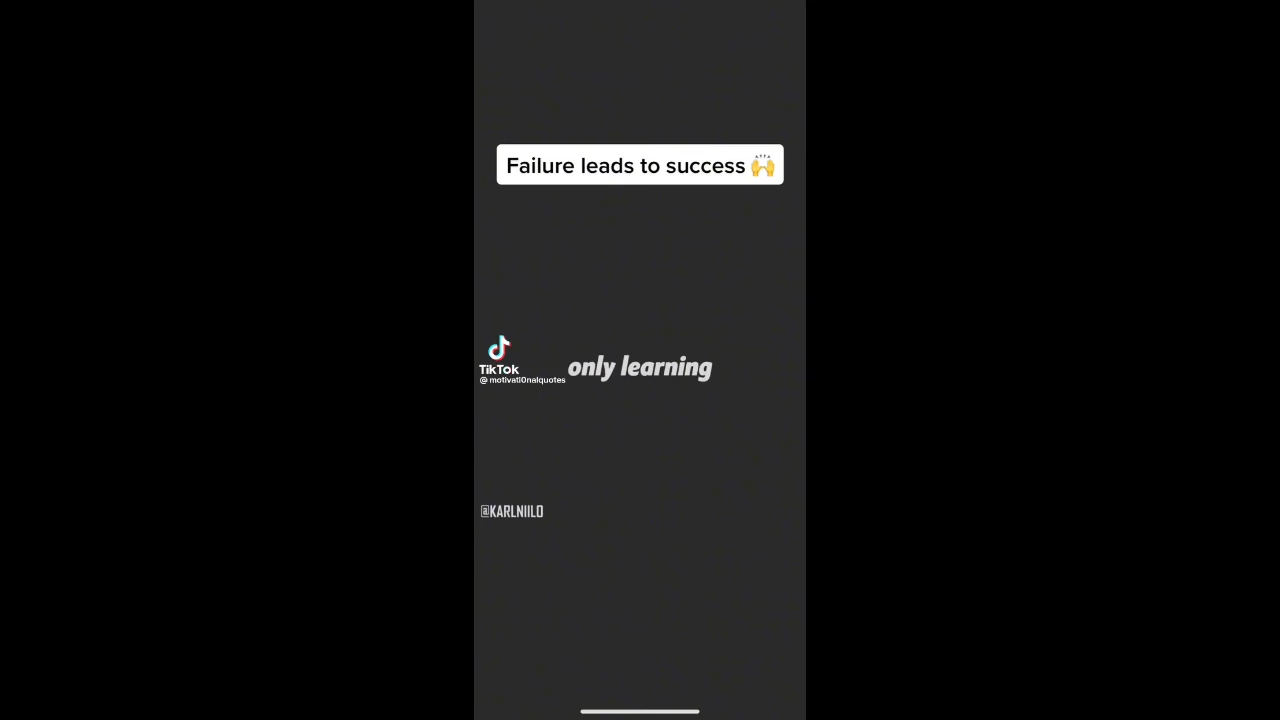 Failure leads to success 🙌
TikTok
@motivati0nalquotes
only learning
@KARLNIILO